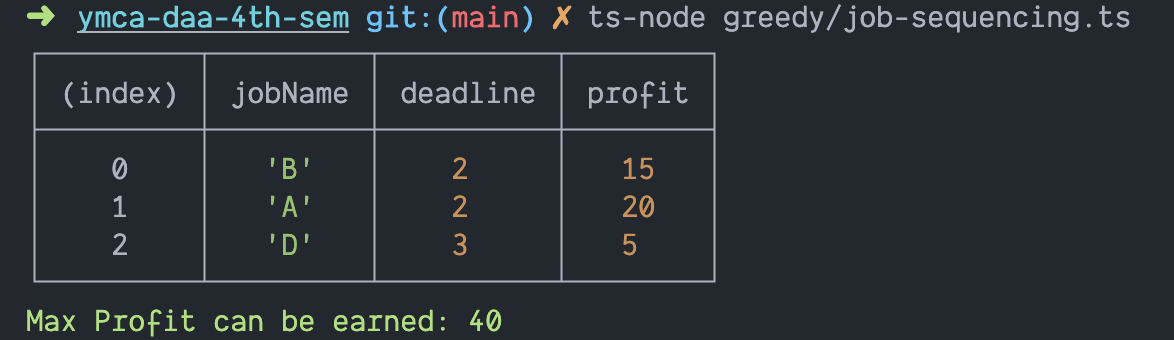 ➜ ymca-daa-4th-sem git:(main) ✗ ts-node greedy/job-sequencing.ts
(index) jobName deadline profit
0 'B' 2 15
1 'A' 2 20
2 'D' 3 5
Max Profit can be earned: 40